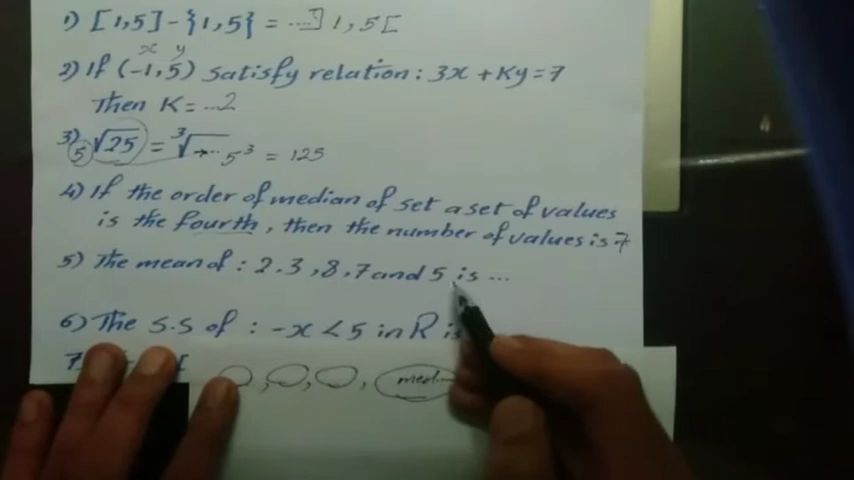 1) [1,5] - {1,5} = ....]1,5[
x y
2) If (-1,5) satisfy relation: 3x + Ky = 7
Then K = ...2
3) √25 = ∛... 5³ = 125
5
4) If the order of median of set a set of values
is the fourth, then the number of values is 7
5) The mean of : 2,3,8,7 and 5 is ...
6) The S.S of : -x < 5 in R is
7)